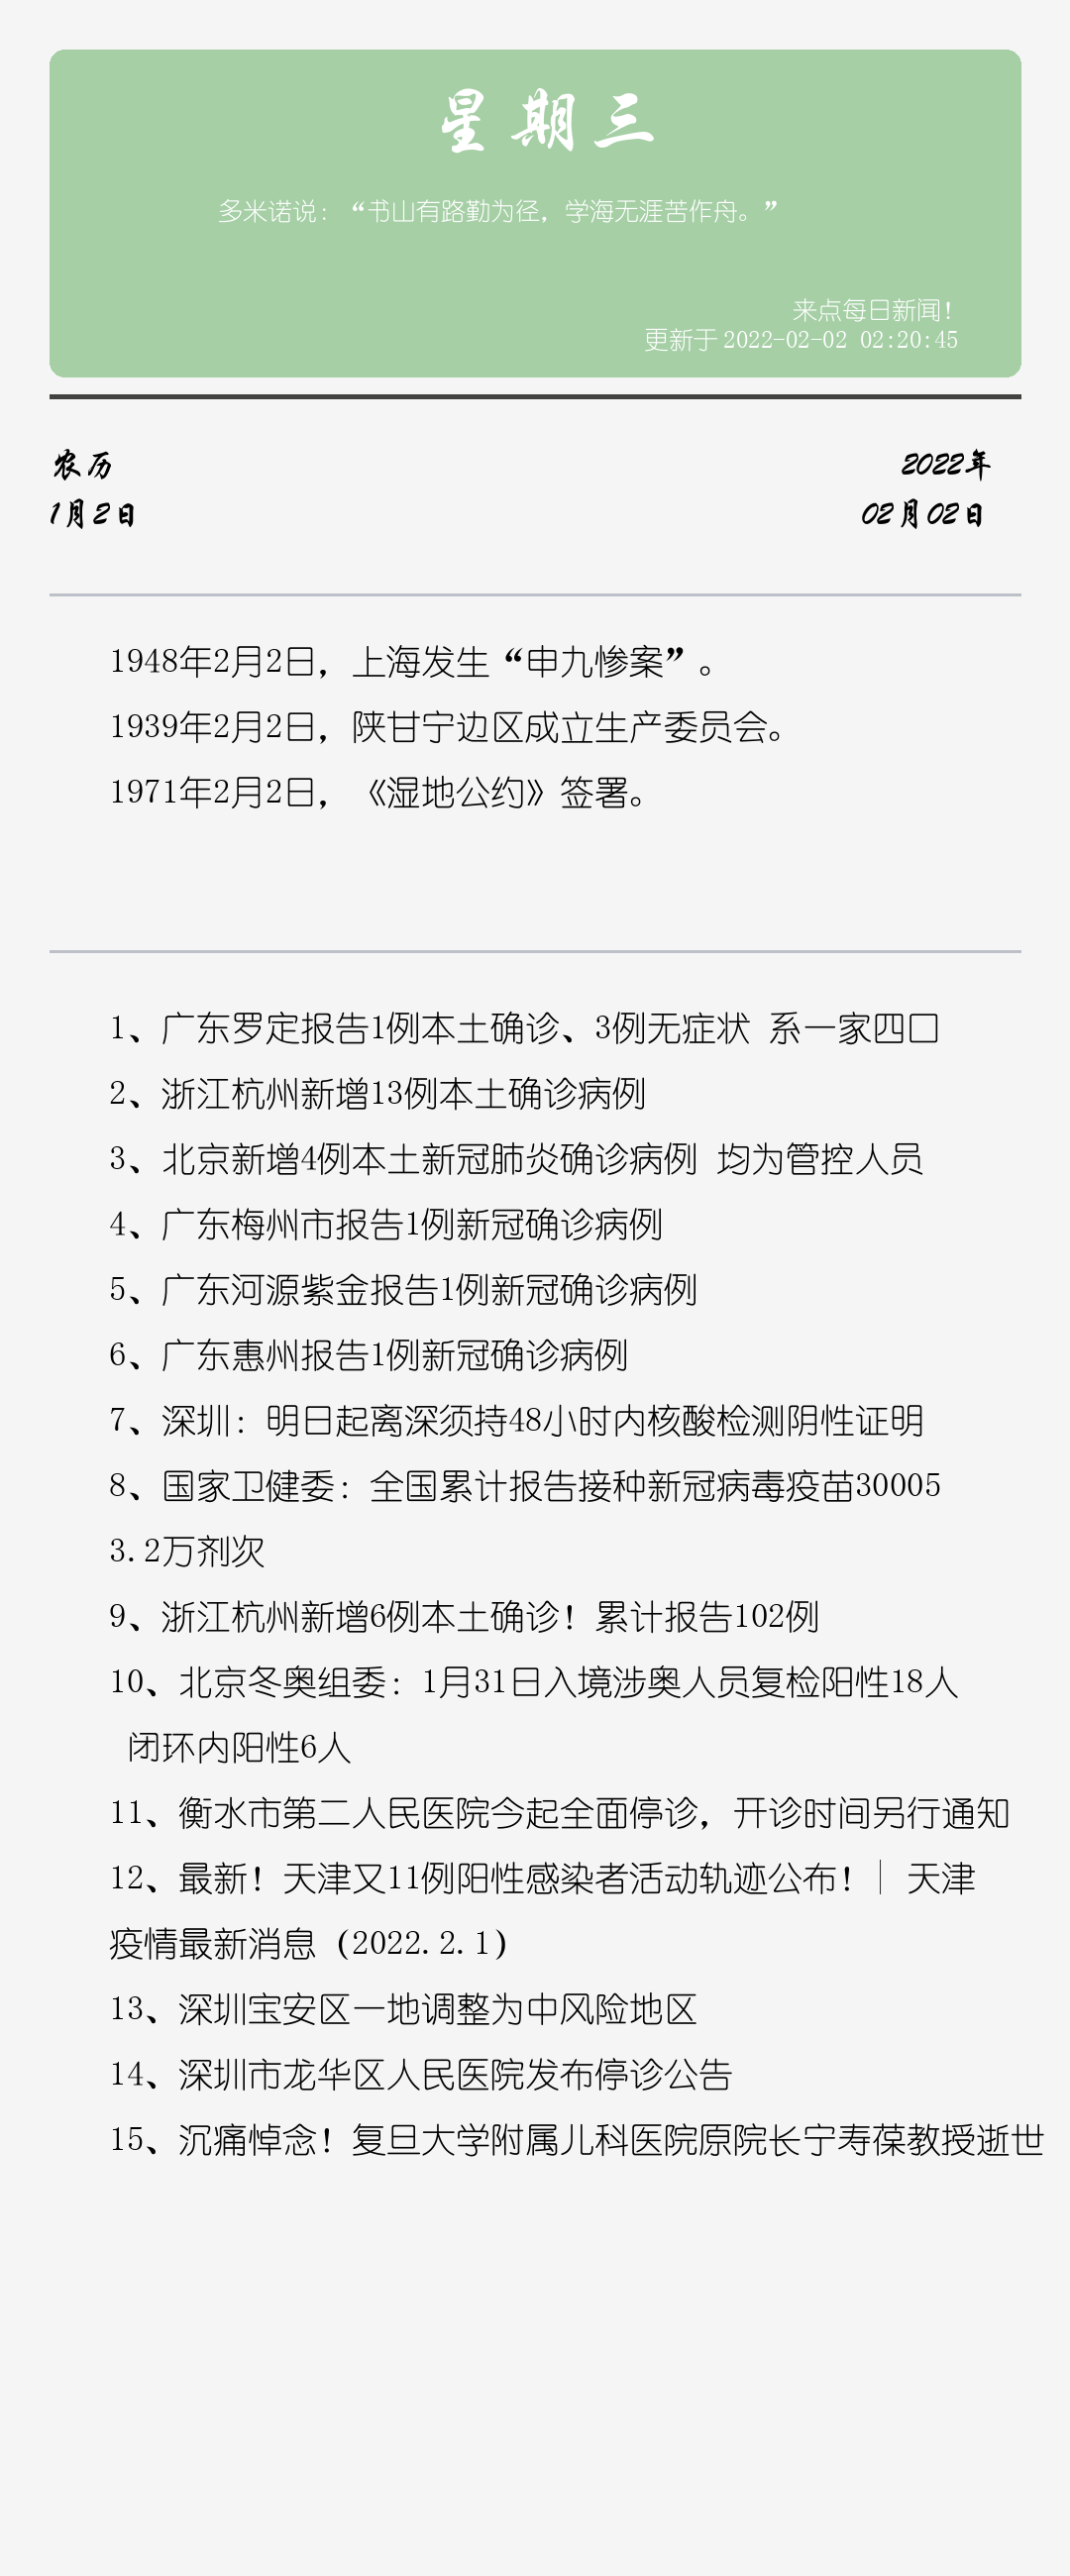 星期三
多米诺说：“书山有路勤为径，学海无涯苦作舟。”
来点每日新闻！
更新于 2022-02-02 02:20:45
农历
2022年
1月2日
02月02日
1948年2月2日，上海发生“申九惨案”。
1939年2月2日，陕甘宁边区成立生产委员会。
1971年2月2日，《湿地公约》签署。
1、广东罗定报告1例本土确诊、3例无症状 系一家四口
2、浙江杭州新增13例本土确诊病例
3、北京新增4例本土新冠肺炎确诊病例 均为管控人员
4、广东梅州市报告1例新冠确诊病例
5、广东河源紫金报告1例新冠确诊病例
6、广东惠州报告1例新冠确诊病例
7、深圳：明日起离深须持48小时内核酸检测阴性证明
8、国家卫健委：全国累计报告接种新冠病毒疫苗30005
3.2万剂次
9、浙江杭州新增6例本土确诊！累计报告102例
10、北京冬奥组委：1月31日入境涉奥人员复检阳性18人
闭环内阳性6人
11、衡水市第二人民医院今起全面停诊，开诊时间另行通知
12、最新！天津又11例阳性感染者活动轨迹公布！│ 天津
疫情最新消息（2022.2.1）
13、深圳宝安区一地调整为中风险地区
14、深圳市龙华区人民医院发布停诊公告
15、沉痛悼念！复旦大学附属儿科医院原院长宁寿葆教授逝世